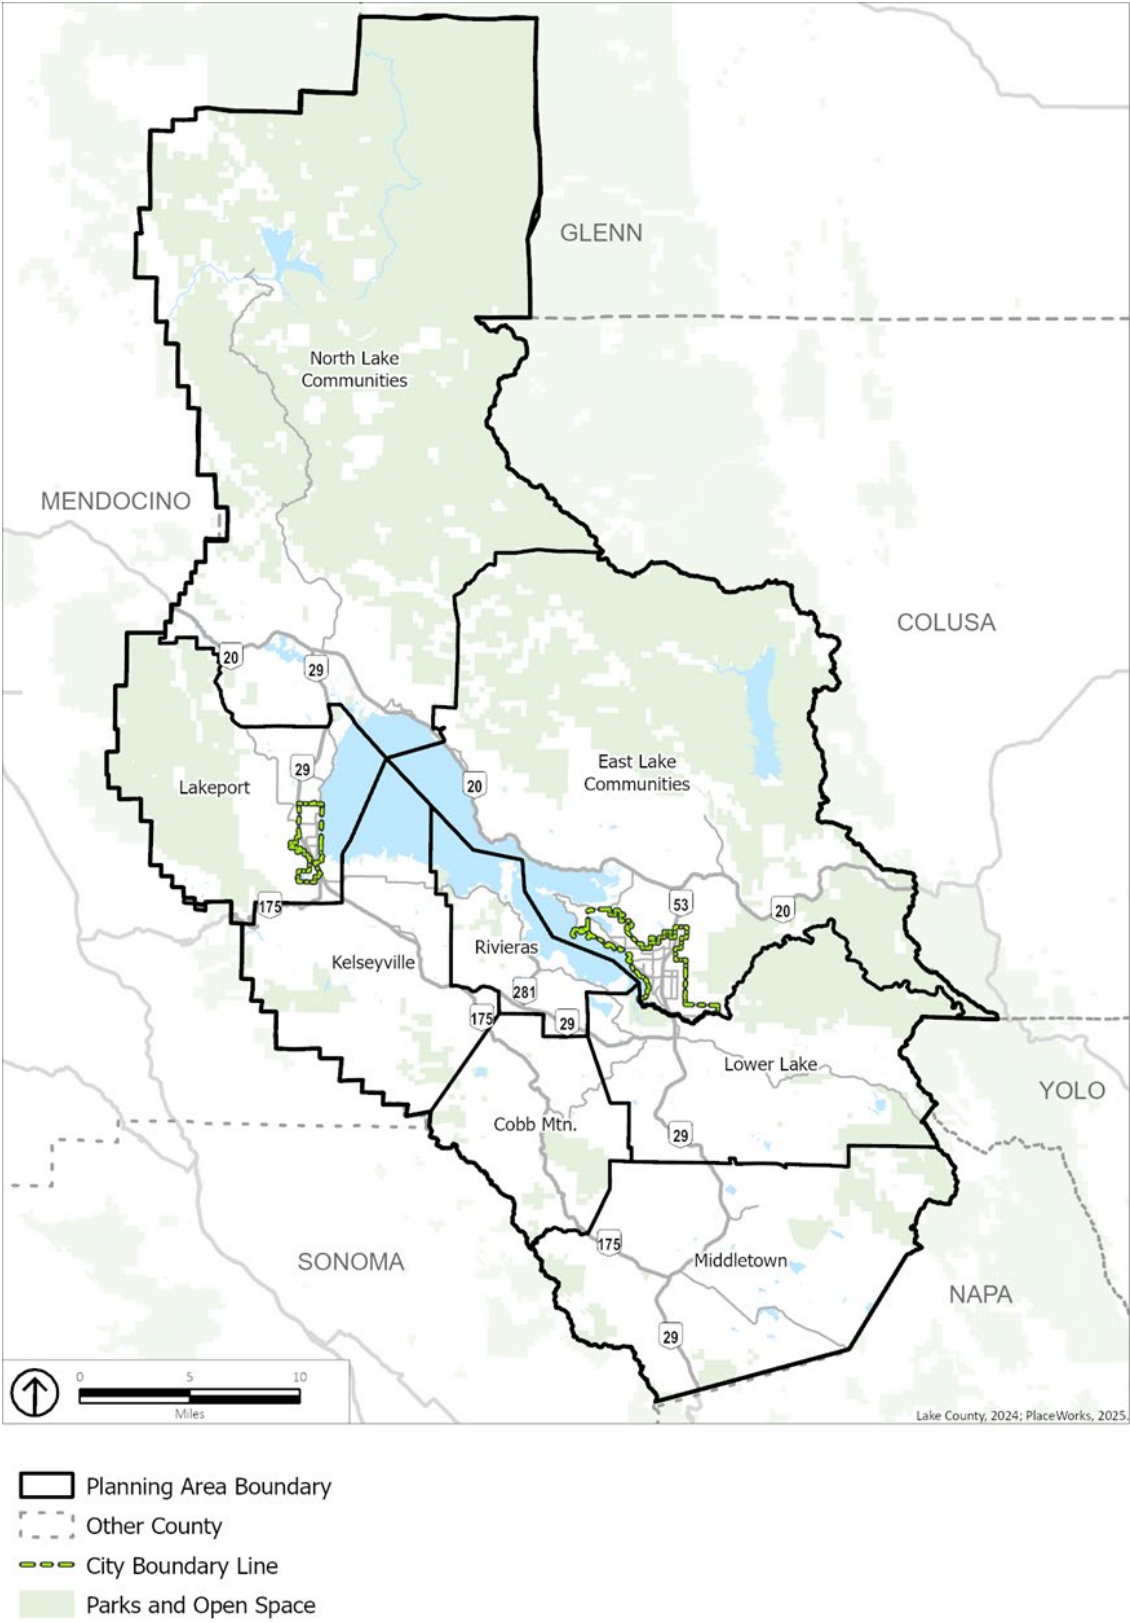 GLENN
North Lake
Communities
MENDOCINO
COLUSA
20
29
29
Lakeport
20
East Lake
Communities
175
53
20
Rivieras
Kelseyville
281
175
29
Lower Lake
YOLO
Cobb Mtn.
29
175
Middletown
SONOMA
NAPA
29
0 5 10
Miles
Lake County, 2024; PlaceWorks, 2025.
Planning Area Boundary
Other County
City Boundary Line
Parks and Open Space